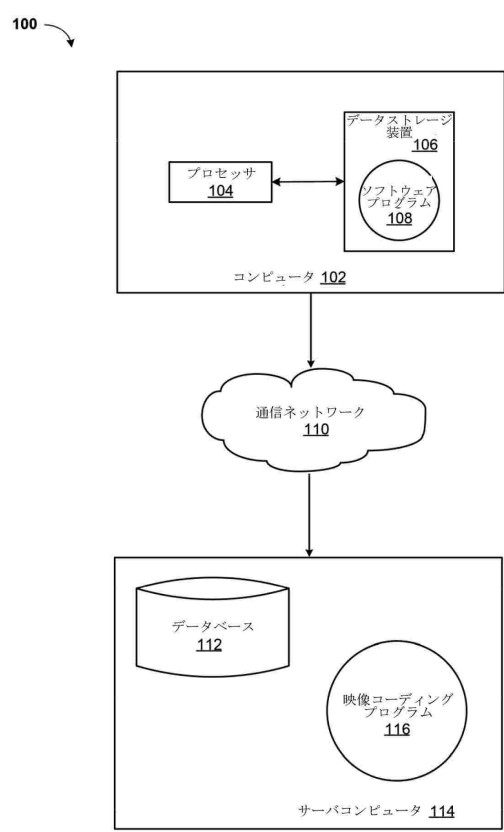 100
データストレージ
装置
106
プロセッサ
104
ソフトウェア
プログラム
108
コンピュータ 102
通信ネットワーク
110
データベース
112
映像コーディング
プログラム
116
サーバコンピュータ 114